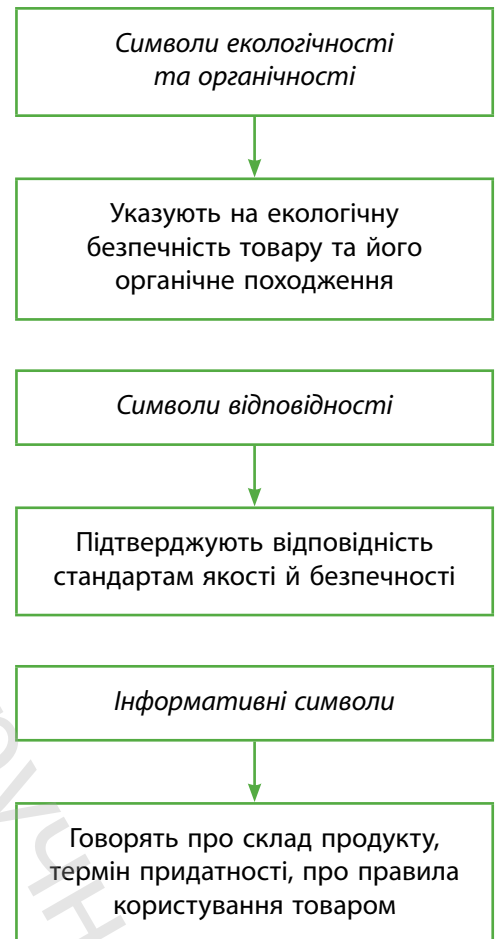 Символи екологічності
та органічності
Указують на екологічну
безпечність товару та його
органічне походження
Символи відповідності
Підтверджують відповідність
стандартам якості й безпечності
Інформативні символи
Говорять про склад продукту,
термін придатності, про правила
користування товаром